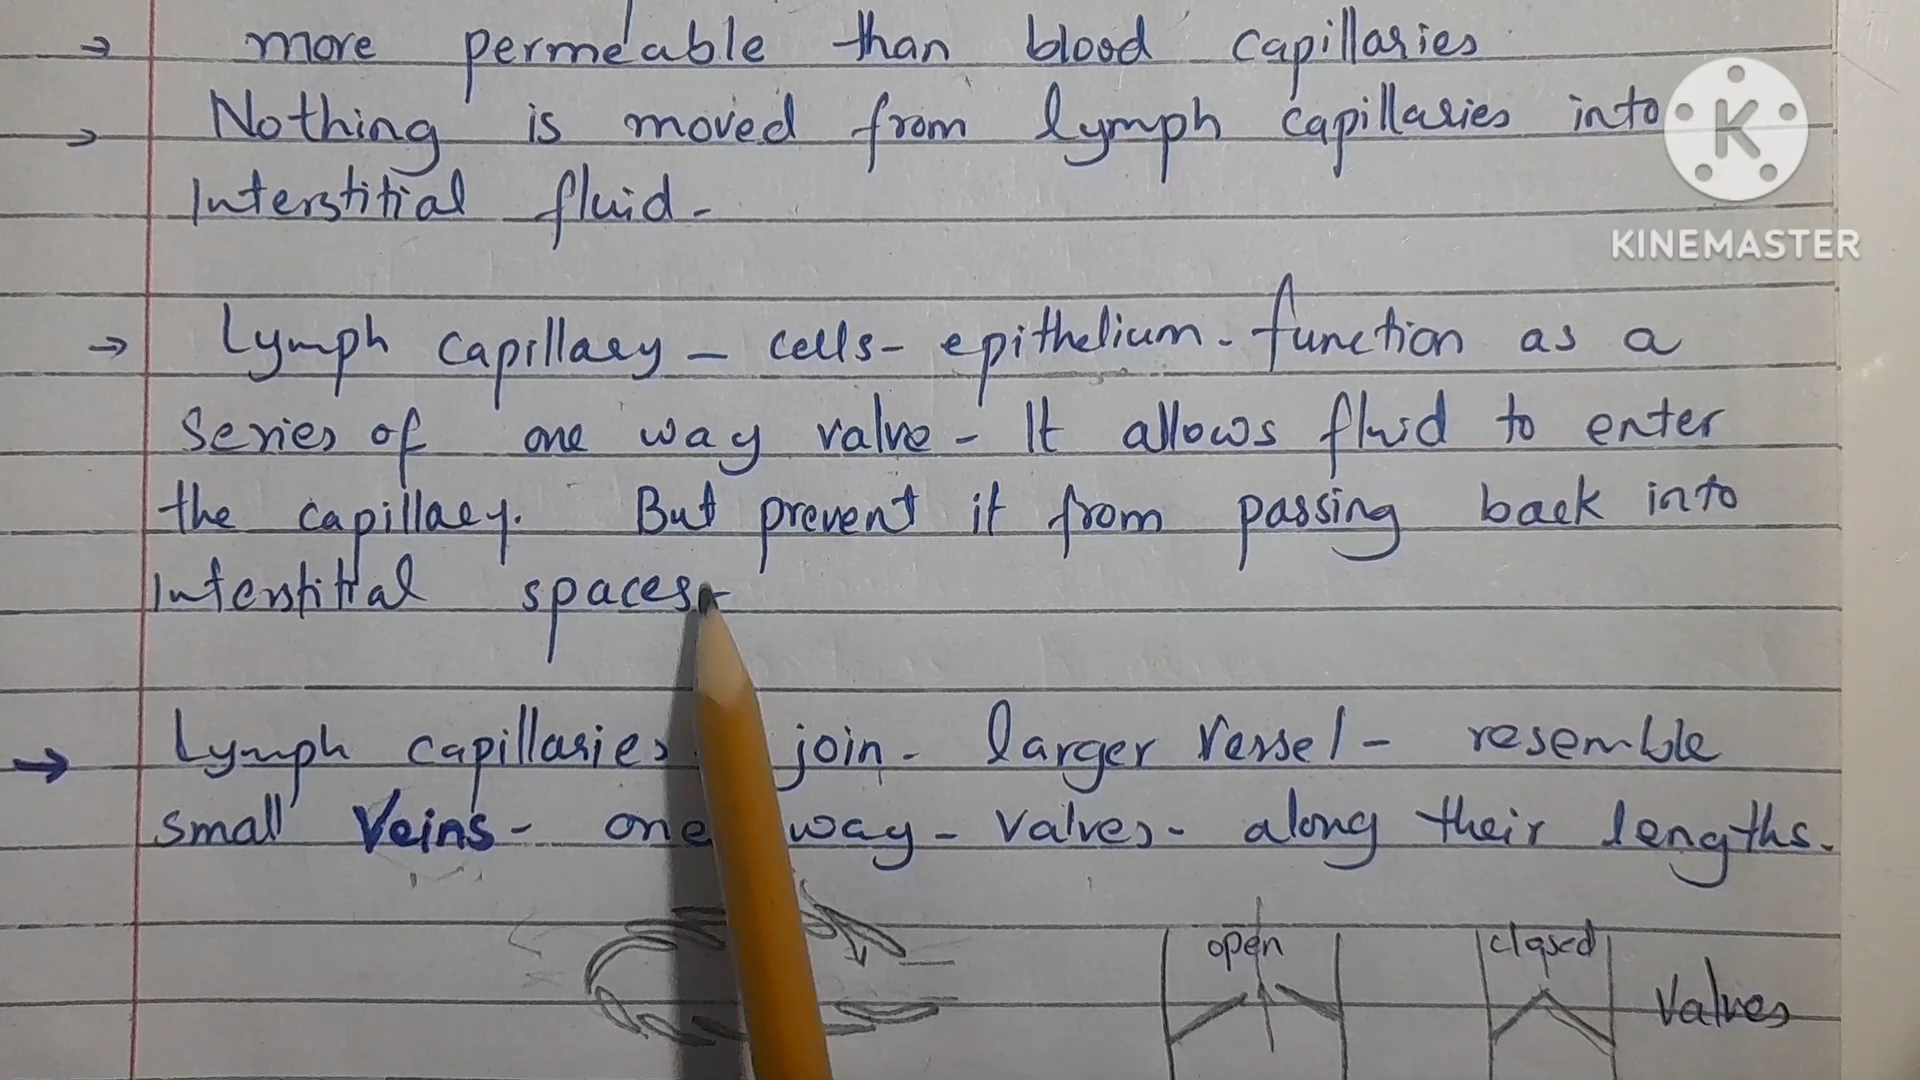 → more permeable than blood capillaries
→ Nothing is moved from lymph capillaries into
Interstitial fluid-
K
KINEMASTER
→ Lymph capillary - cells - epithelium - function as a
Series of one way valve - It allows fluid to enter
the capillary. But prevent it from passing back into
Interstitial spaces-
→ Lymph capillaries join - larger vessel - resemble
small Veins - one way - valves - along their lengths.
open closed
Valves